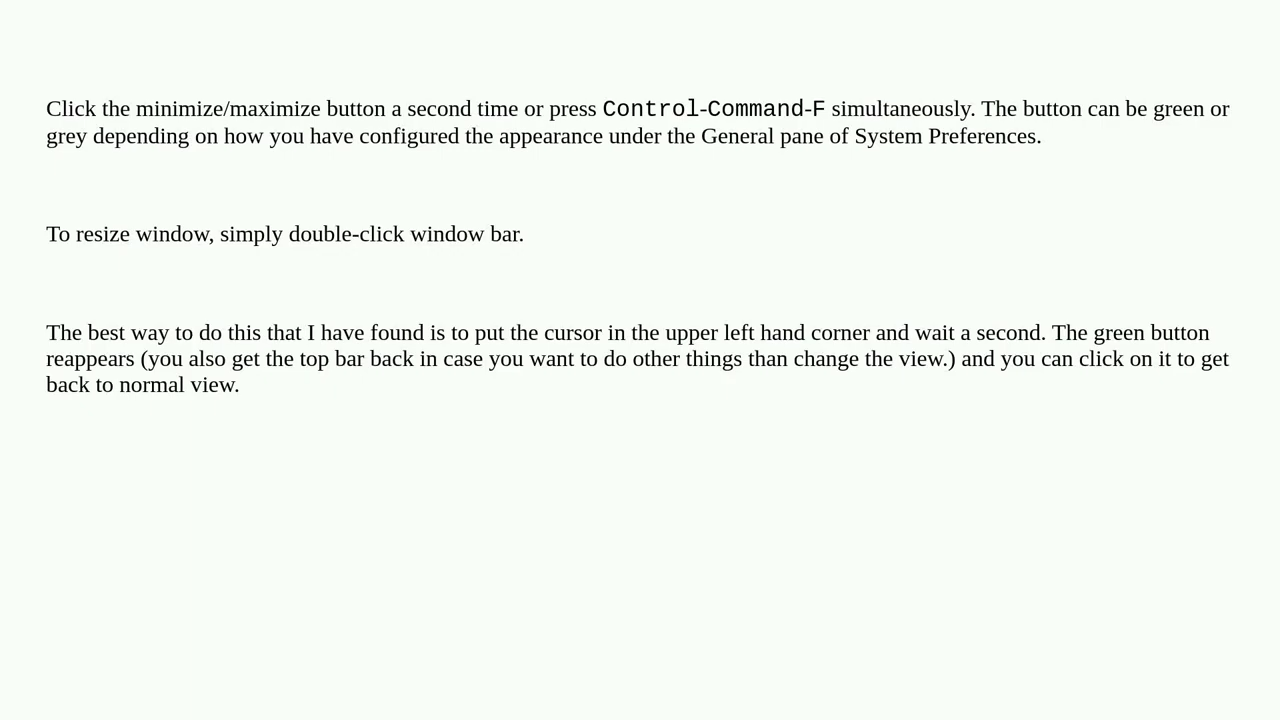 Click the minimize/maximize button a second time or press Control-Command-F simultaneously. The button can be green or
grey depending on how you have configured the appearance under the General pane of System Preferences.
To resize window, simply double-click window bar.
The best way to do this that I have found is to put the cursor in the upper left hand corner and wait a second. The green button
reappears (you also get the top bar back in case you want to do other things than change the view.) and you can click on it to get
back to normal view.